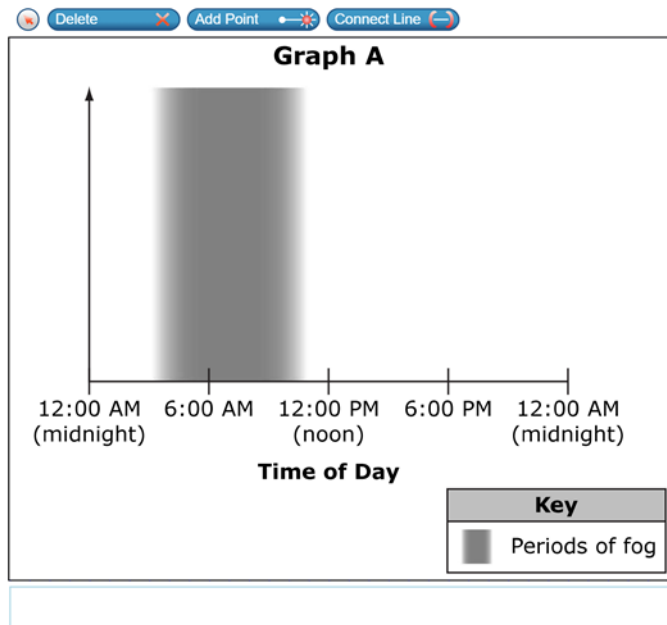 Delete Add Point Connect Line
Graph A
12:00 AM 6:00 AM 12:00 PM 6:00 PM 12:00 AM
(midnight) (noon) (midnight)
Time of Day
Key
Periods of fog